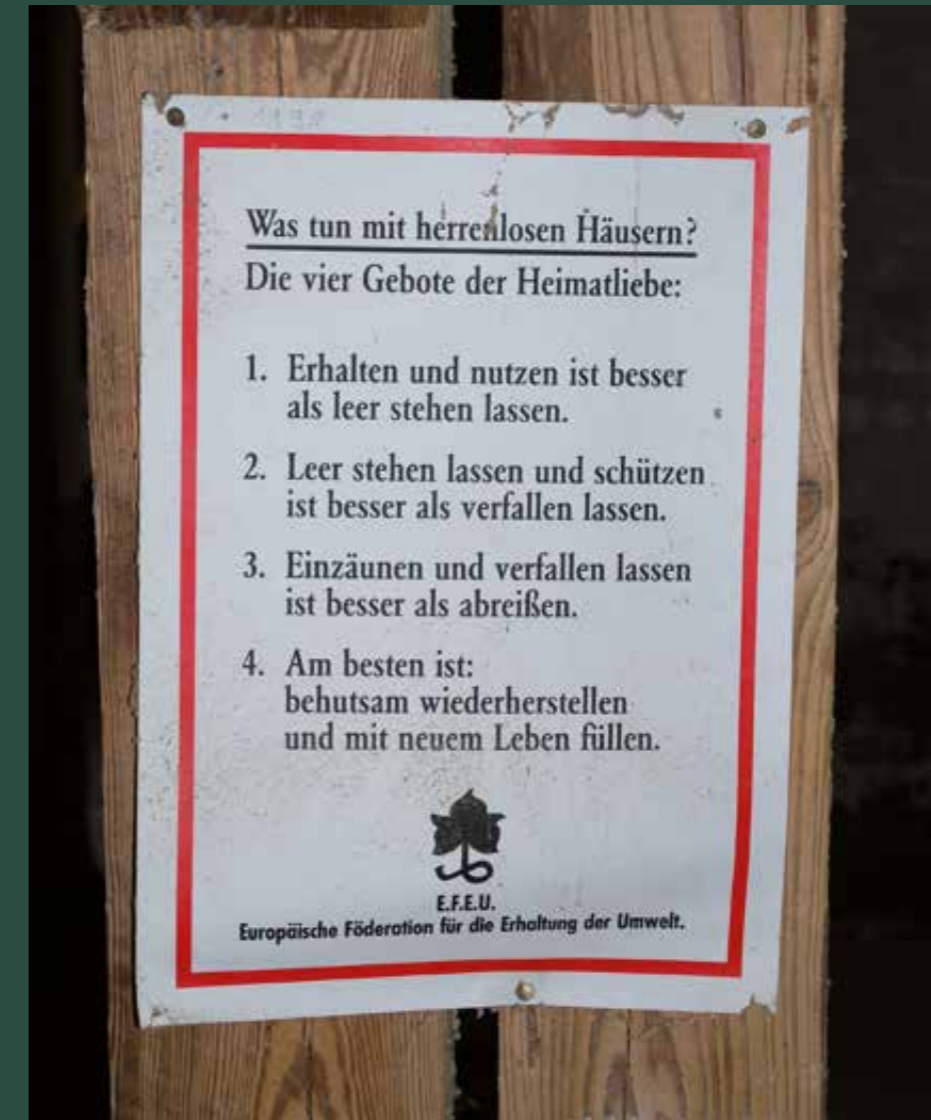 Was tun mit herrenlosen Häusern?
Die vier Gebote der Heimatliebe:
1. Erhalten und nutzen ist besser
als leer stehen lassen.
2. Leer stehen lassen und schützen
ist besser als verfallen lassen.
3. Einzäunen und verfallen lassen
ist besser als abreißen.
4. Am besten ist:
behutsam wiederherstellen
und mit neuem Leben füllen.
E.F.E.U.
Europäische Föderation für die Erhaltung der Umwelt.